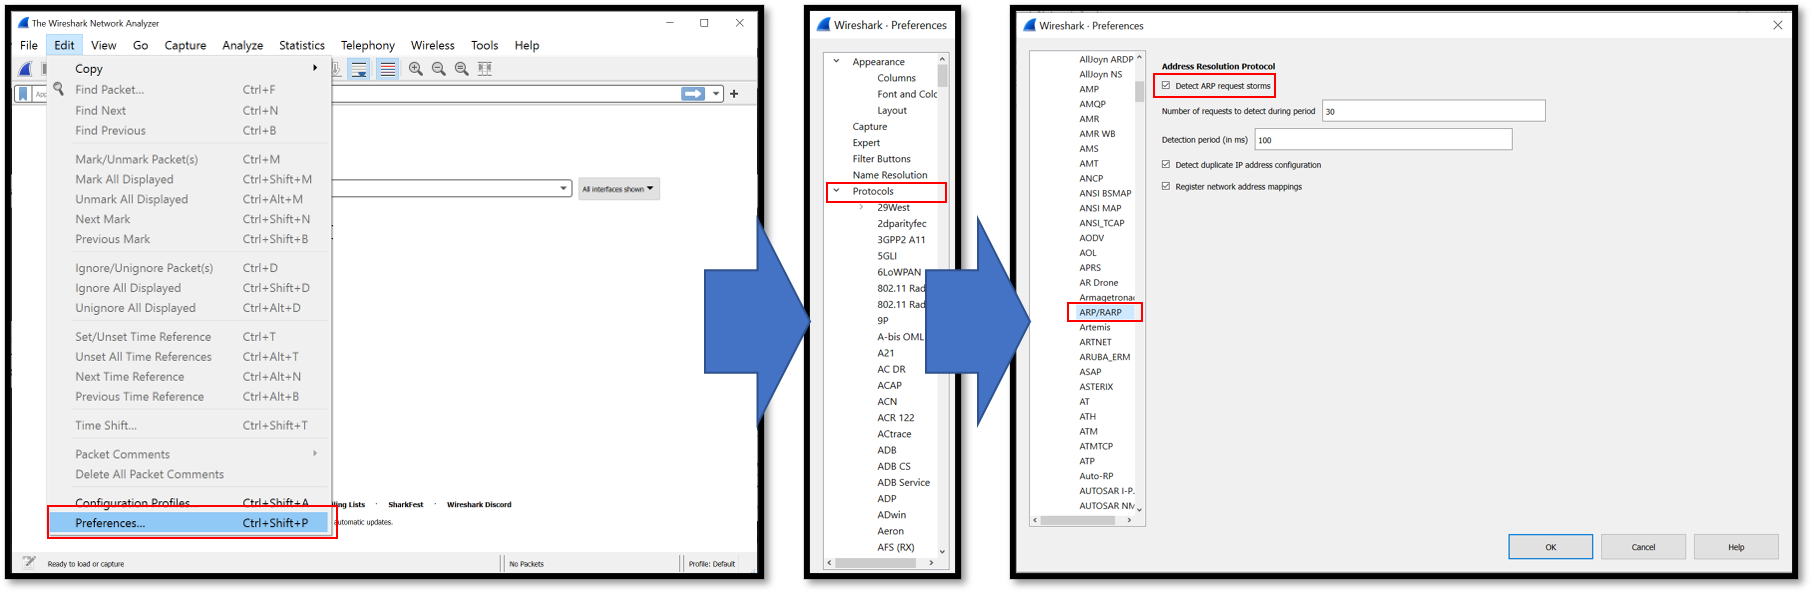 The Wireshark Network Analyzer
File Edit View Go Capture Analyze Statistics Telephony Wireless Tools Help
Copy
Find Packet... Ctrl+F
Find Next Ctrl+N
Find Previous Ctrl+B
Mark/Unmark Packet(s) Ctrl+M
Mark All Displayed Ctrl+Shift+M
Unmark All Displayed Ctrl+Alt+M
Next Mark Ctrl+Shift+N
Previous Mark Ctrl+Shift+B
Ignore/Unignore Packet(s) Ctrl+D
Ignore All Displayed Ctrl+Shift+D
Unignore All Displayed Ctrl+Alt+D
Set/Unset Time Reference Ctrl+T
Unset All Time References Ctrl+Alt+T
Next Time Reference Ctrl+Alt+N
Previous Time Reference Ctrl+Alt+B
Time Shift... Ctrl+Shift+T
Packet Comments
Delete All Packet Comments
Configuration Profiles... Ctrl+Shift+A
Preferences... Ctrl+Shift+P
All interfaces shown
Lists · SharkFest · Wireshark Discord
automatic updates.
Ready to load or capture
No Packets
Profile: Default
Wireshark · Preferences
Appearance
Columns
Font and Colo
Layout
Capture
Expert
Filter Buttons
Name Resolution
Protocols
29West
2dparityfec
3GPP2 A11
5GLI
6LoWPAN
802.11 Rad
802.11 Rad
9P
A-bis OML
A21
AC DR
ACAP
ACN
ACR 122
ACtrace
ADB
ADB CS
ADB Service
ADP
ADwin
Aeron
AFS (RX)
Wireshark · Preferences
AllJoyn ARDP
AllJoyn NS
AMP
AMQP
AMR
AMR WB
AMS
AMT
ANCP
ANSI BSMAP
ANSI MAP
ANSI_TCAP
AODV
AOL
APRS
AR Drone
Armagetronad
ARP/RARP
Artemis
ARTNET
ARUBA_ERM
ASAP
ASTERIX
AT
ATH
ATM
ATMTCP
ATP
Auto-RP
AUTOSAR I-P.
AUTOSAR NM
Address Resolution Protocol
Detect ARP request storms
Number of requests to detect during period 30
Detection period (in ms) 100
Detect duplicate IP address configuration
Register network address mappings
OK Cancel Help